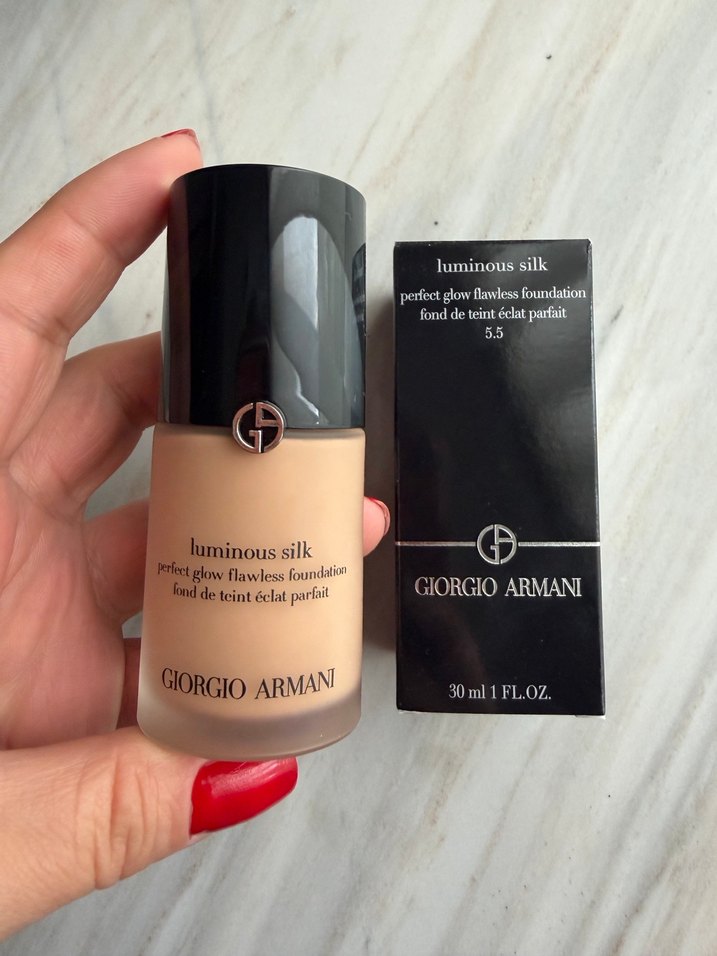 luminous silk
perfect glow flawless foundation
fond de teint éclat parfait
GIORGIO ARMANI
luminous silk
perfect glow flawless foundation
fond de teint éclat parfait
5.5
GIORGIO ARMANI
30 ml 1 FL.OZ.